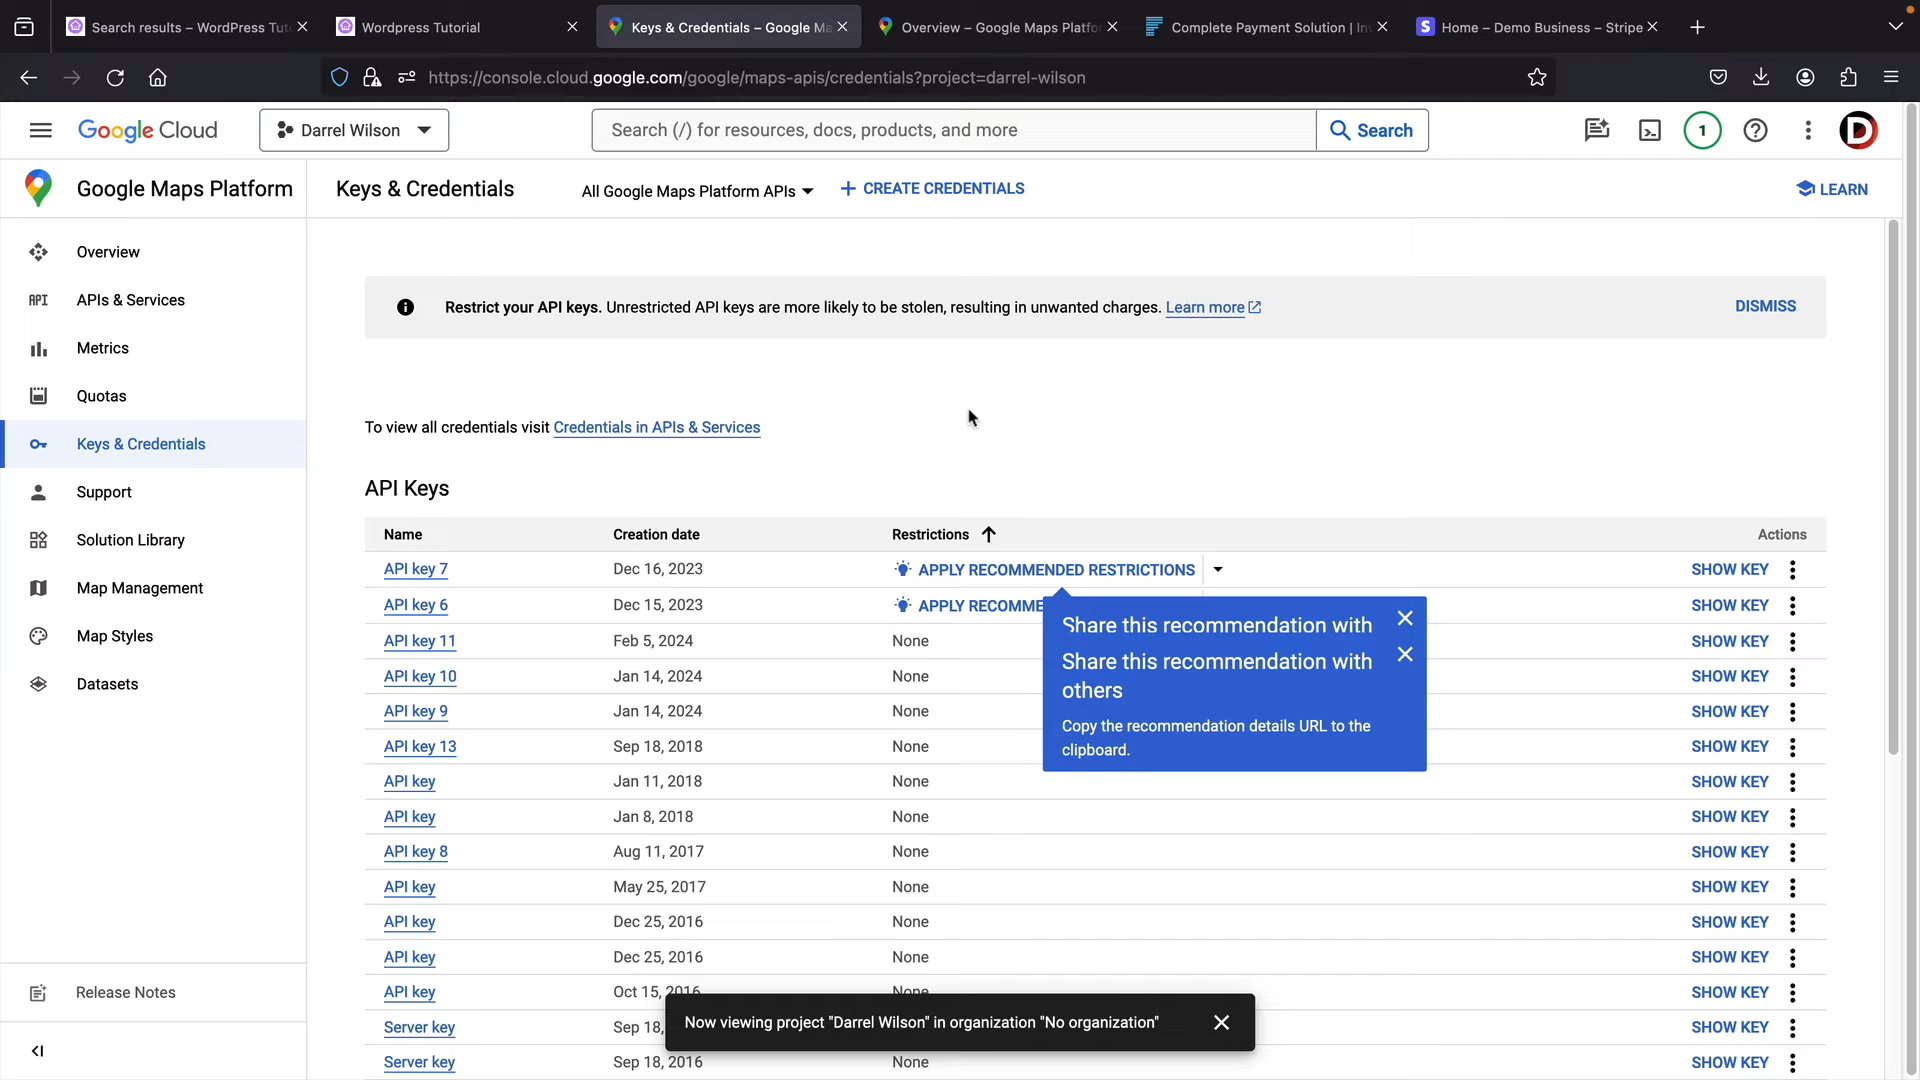 Search results – WordPress Tut
Wordpress Tutorial
Keys & Credentials – Google Ma
Overview – Google Maps Platfor
Complete Payment Solution | In
S Home – Demo Business – Stripe
https://console.cloud.google.com/google/maps-apis/credentials?project=darrel-wilson
Google Cloud
Darrel Wilson
Search (/) for resources, docs, products, and more
Search
1
D
Google Maps Platform
Keys & Credentials
All Google Maps Platform APIs
+ CREATE CREDENTIALS
LEARN
Overview
API APIs & Services
Metrics
Quotas
Keys & Credentials
Support
Solution Library
Map Management
Map Styles
Datasets
Release Notes
Restrict your API keys. Unrestricted API keys are more likely to be stolen, resulting in unwanted charges. Learn more
DISMISS
To view all credentials visit Credentials in APIs & Services
API Keys
Name Creation date Restrictions Actions
API key 7 Dec 16, 2023 APPLY RECOMMENDED RESTRICTIONS SHOW KEY
API key 6 Dec 15, 2023 APPLY RECOMME SHOW KEY
API key 11 Feb 5, 2024 None SHOW KEY
API key 10 Jan 14, 2024 None SHOW KEY
API key 9 Jan 14, 2024 None SHOW KEY
API key 13 Sep 18, 2018 None SHOW KEY
API key Jan 11, 2018 None SHOW KEY
API key Jan 8, 2018 None SHOW KEY
API key 8 Aug 11, 2017 None SHOW KEY
API key May 25, 2017 None SHOW KEY
API key Dec 25, 2016 None SHOW KEY
API key Dec 25, 2016 None SHOW KEY
API key Oct 15, 2016 None SHOW KEY
Server key Sep 18, SHOW KEY
Server key Sep 18, 2016 None SHOW KEY
Share this recommendation with
Share this recommendation with
others
Copy the recommendation details URL to the
clipboard.
Now viewing project "Darrel Wilson" in organization "No organization"